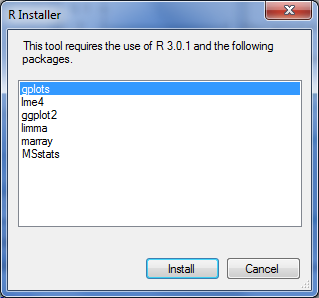 R Installer
This tool requires the use of R 3.0.1 and the following
packages.
gplots
lme4
ggplot2
limma
marray
MSstats
Install
Cancel